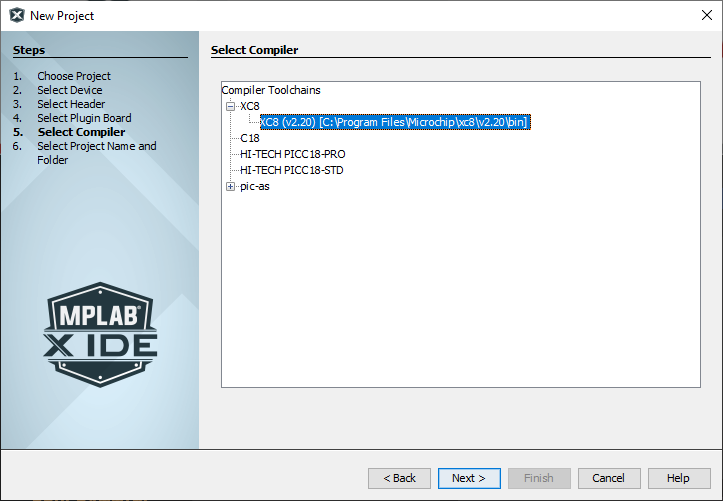 New Project
Steps
1. Choose Project
2. Select Device
3. Select Header
4. Select Plugin Board
5. Select Compiler
6. Select Project Name and
Folder
MPLAB®
X IDE
Select Compiler
Compiler Toolchains
XC8
XC8 (v2.20) [C:\Program Files\Microchip\xc8\v2.20\bin]
C18
HI-TECH PICC18-PRO
HI-TECH PICC18-STD
pic-as
< Back
Next >
Finish
Cancel
Help